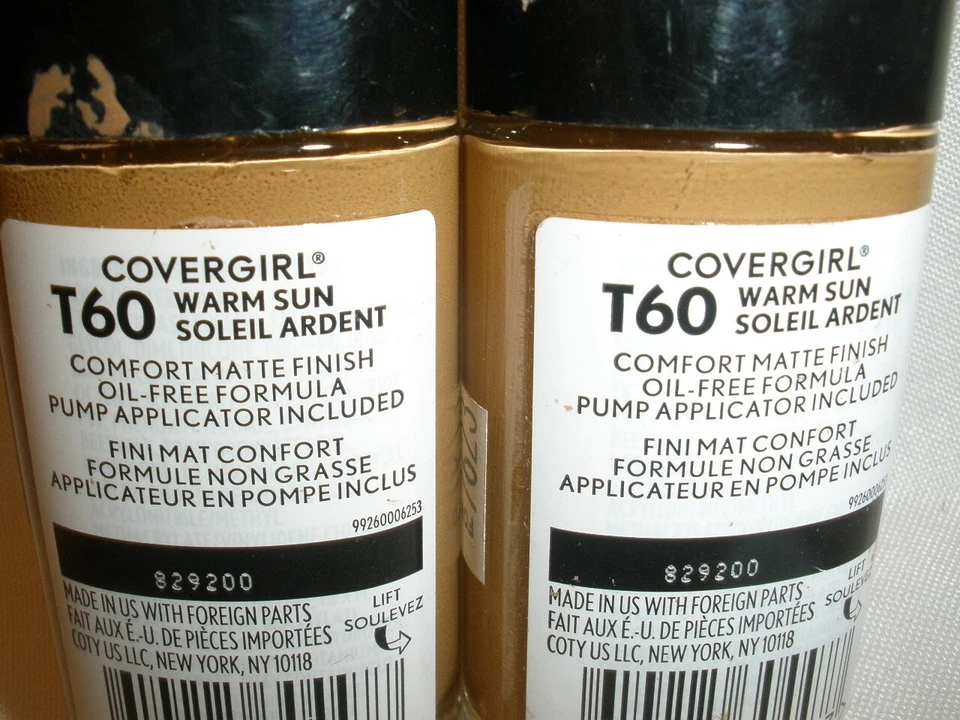 COVERGIRL®
T60 WARM SUN
SOLEIL ARDENT
COMFORT MATTE FINISH
OIL-FREE FORMULA
PUMP APPLICATOR INCLUDED
FINI MAT CONFORT
FORMULE NON GRASSE
APPLICATEUR EN POMPE INCLUS
99260006253
829200
MADE IN US WITH FOREIGN PARTS
FAIT AUX É.-U. DE PIÈCES IMPORTÉES
COTY US LLC, NEW YORK, NY 10118
LIFT
SOULEVEZ
COVERGIRL®
T60 WARM SUN
SOLEIL ARDENT
COMFORT MATTE FINISH
OIL-FREE FORMULA
PUMP APPLICATOR INCLUDED
FINI MAT CONFORT
FORMULE NON GRASSE
APPLICATEUR EN POMPE INCLUS
829200
MADE IN US WITH FOREIGN PARTS
FAIT AUX É.-U. DE PIÈCES IMPORTÉES
COTY US LLC, NEW YORK, NY 10118
LIFT